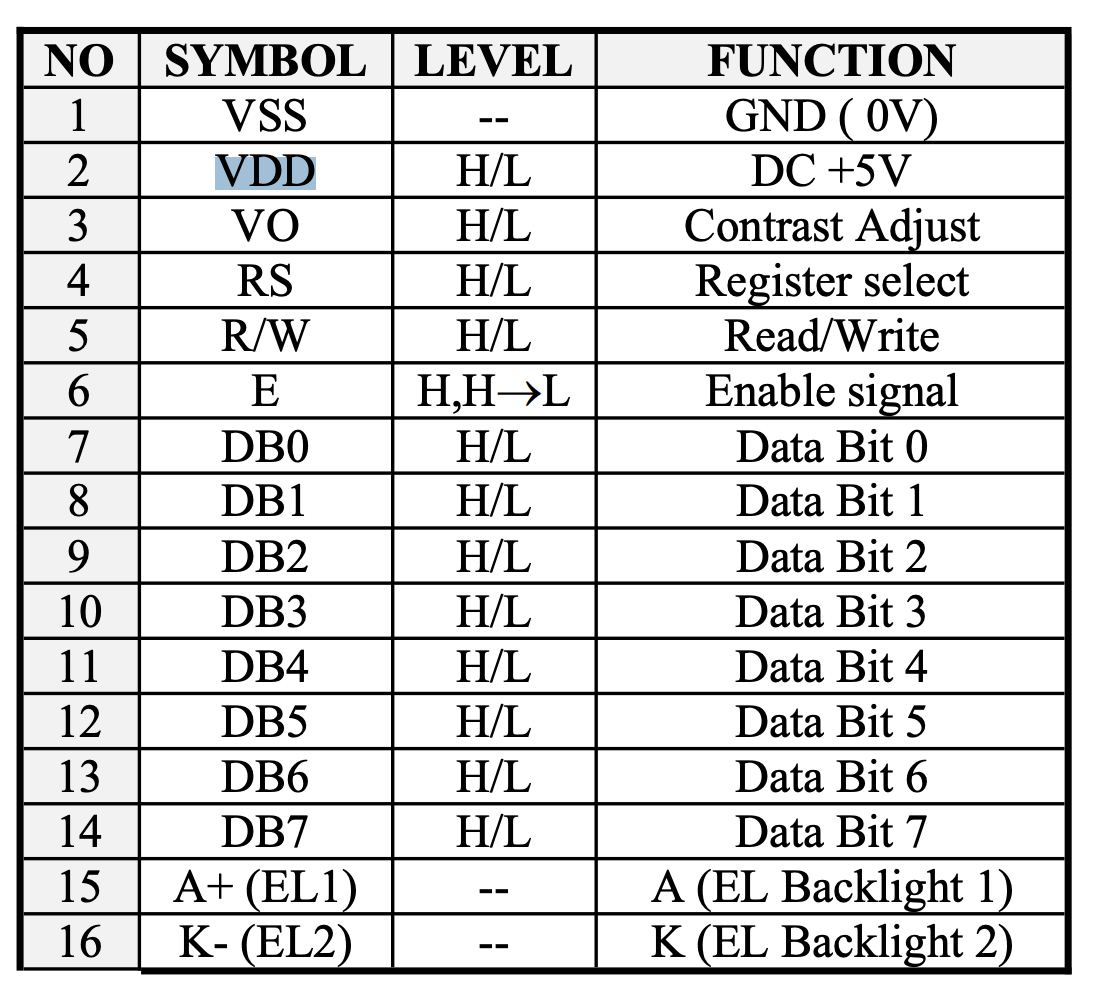 NO SYMBOL LEVEL FUNCTION
1 VSS -- GND ( 0V)
2 VDD H/L DC +5V
3 VO H/L Contrast Adjust
4 RS H/L Register select
5 R/W H/L Read/Write
6 E H,H→L Enable signal
7 DB0 H/L Data Bit 0
8 DB1 H/L Data Bit 1
9 DB2 H/L Data Bit 2
10 DB3 H/L Data Bit 3
11 DB4 H/L Data Bit 4
12 DB5 H/L Data Bit 5
13 DB6 H/L Data Bit 6
14 DB7 H/L Data Bit 7
15 A+ (EL1) -- A (EL Backlight 1)
16 K- (EL2) -- K (EL Backlight 2)